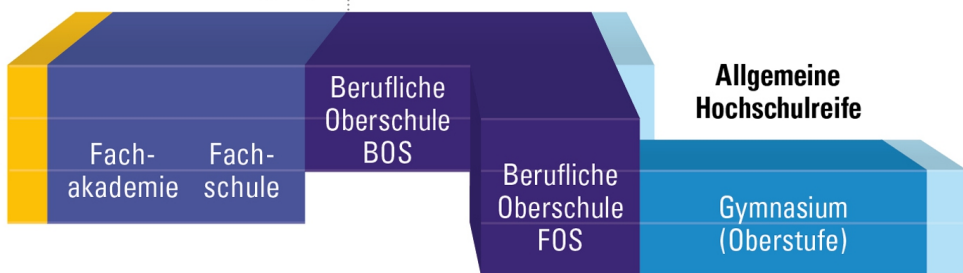 Fach-
akademie
Fach-
schule
Berufliche
Oberschule
BOS
Berufliche
Oberschule
FOS
Allgemeine
Hochschulreife
Gymnasium
(Oberstufe)